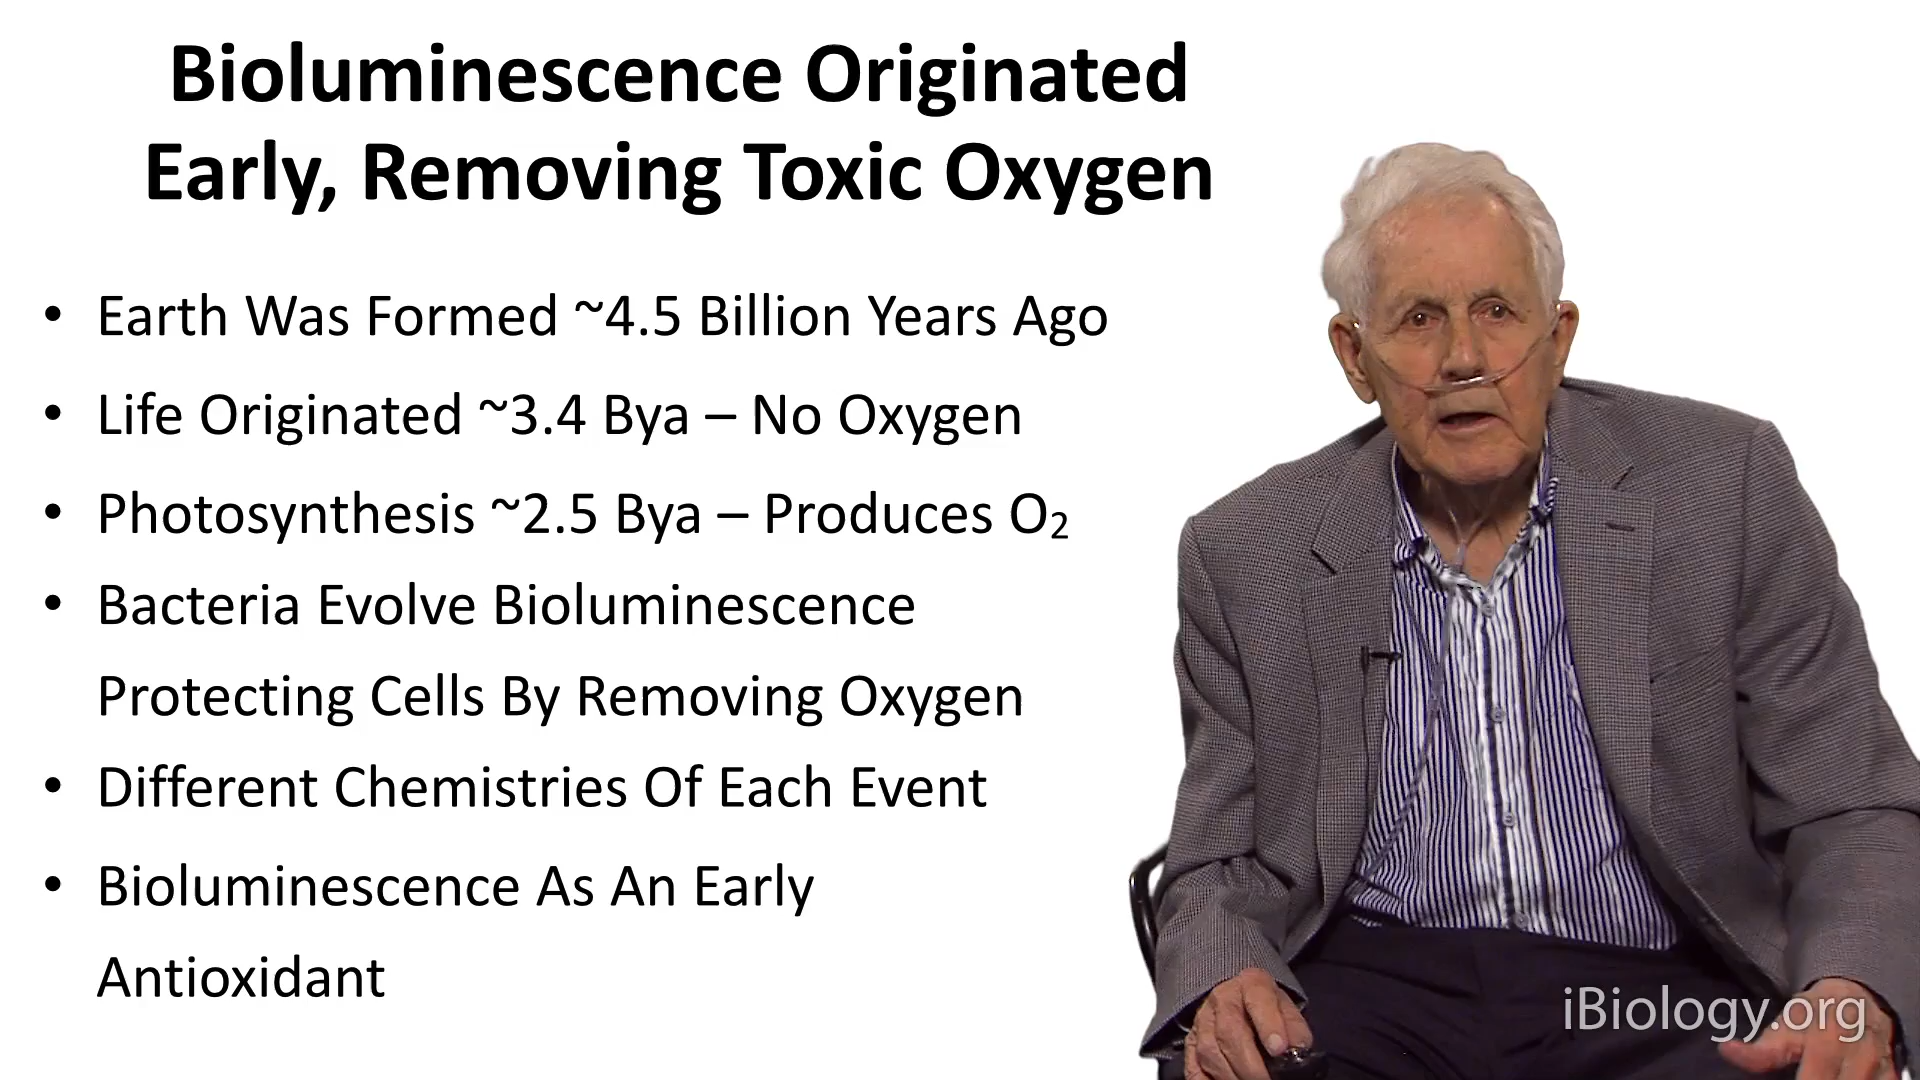 Bioluminescence Originated
Early, Removing Toxic Oxygen
• Earth Was Formed ~4.5 Billion Years Ago
• Life Originated ~3.4 Bya – No Oxygen
• Photosynthesis ~2.5 Bya – Produces O₂
• Bacteria Evolve Bioluminescence
Protecting Cells By Removing Oxygen
• Different Chemistries Of Each Event
• Bioluminescence As An Early
Antioxidant
iBiology.org